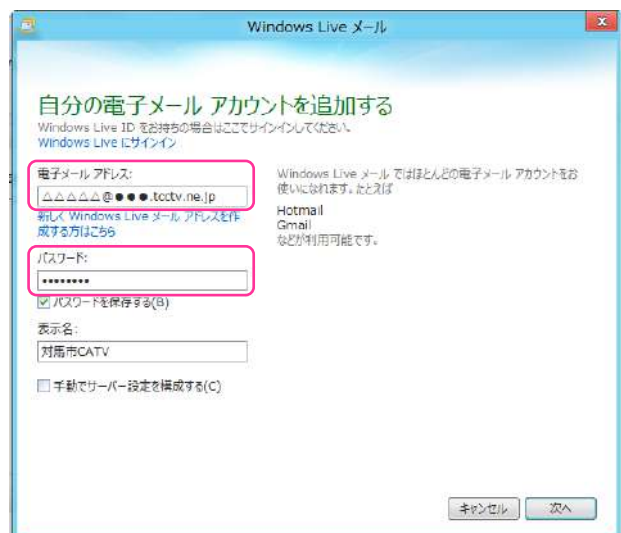 Windows Live メール
自分の電子メール アカウントを追加する
Windows Live ID をお持ちの場合はここでサインインしてください。
Windows Live にサインイン
電子メール アドレス:
△△△△△@●●●.tcctv.ne.jp
新しく Windows Live メール アドレスを作
成する方はこちら
パスワード:
••••••••
パスワードを保存する(B)
表示名:
対馬市CATV
手動でサーバー設定を構成する(C)
Windows Live メール ではほとんどの電子メール アカウントをお
使いになれます。たとえば
Hotmail
Gmail
などが利用可能です。
キャンセル
次へ